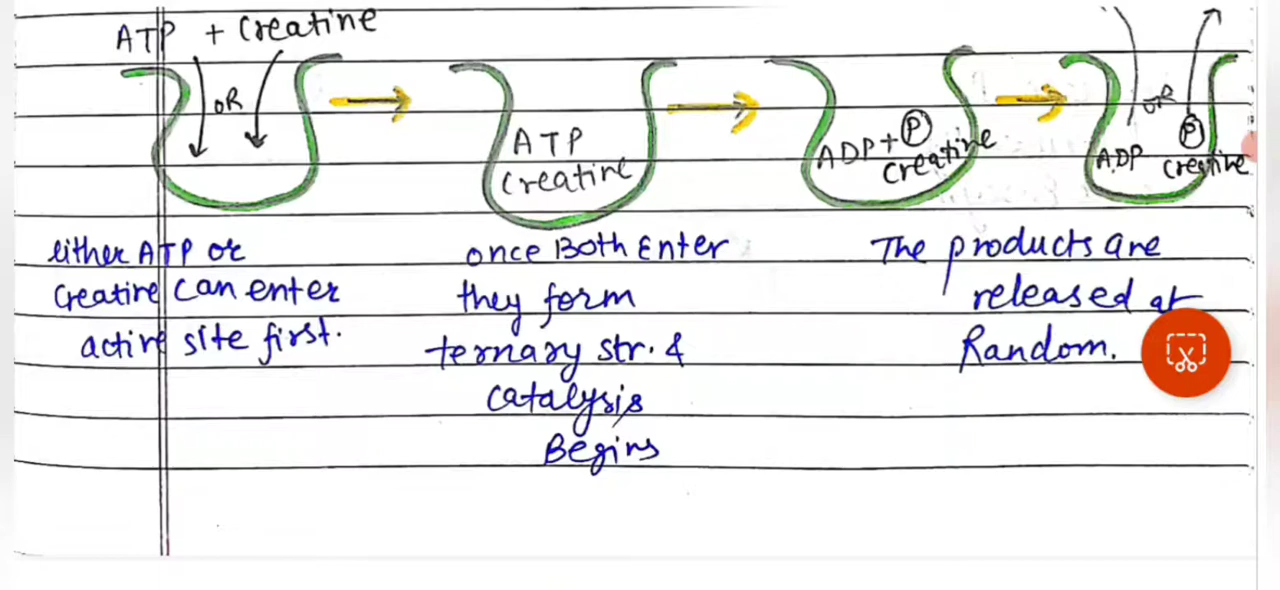 ATP + Creatine
OR
ATP
Creatine
ADP + P
Creatine
OR
ADP
P
Creatine
either ATP or
Creatine Can enter
active site first.
once Both Enter
they form
ternary str. &
catalysis
Begins
The products are
released at
Random.